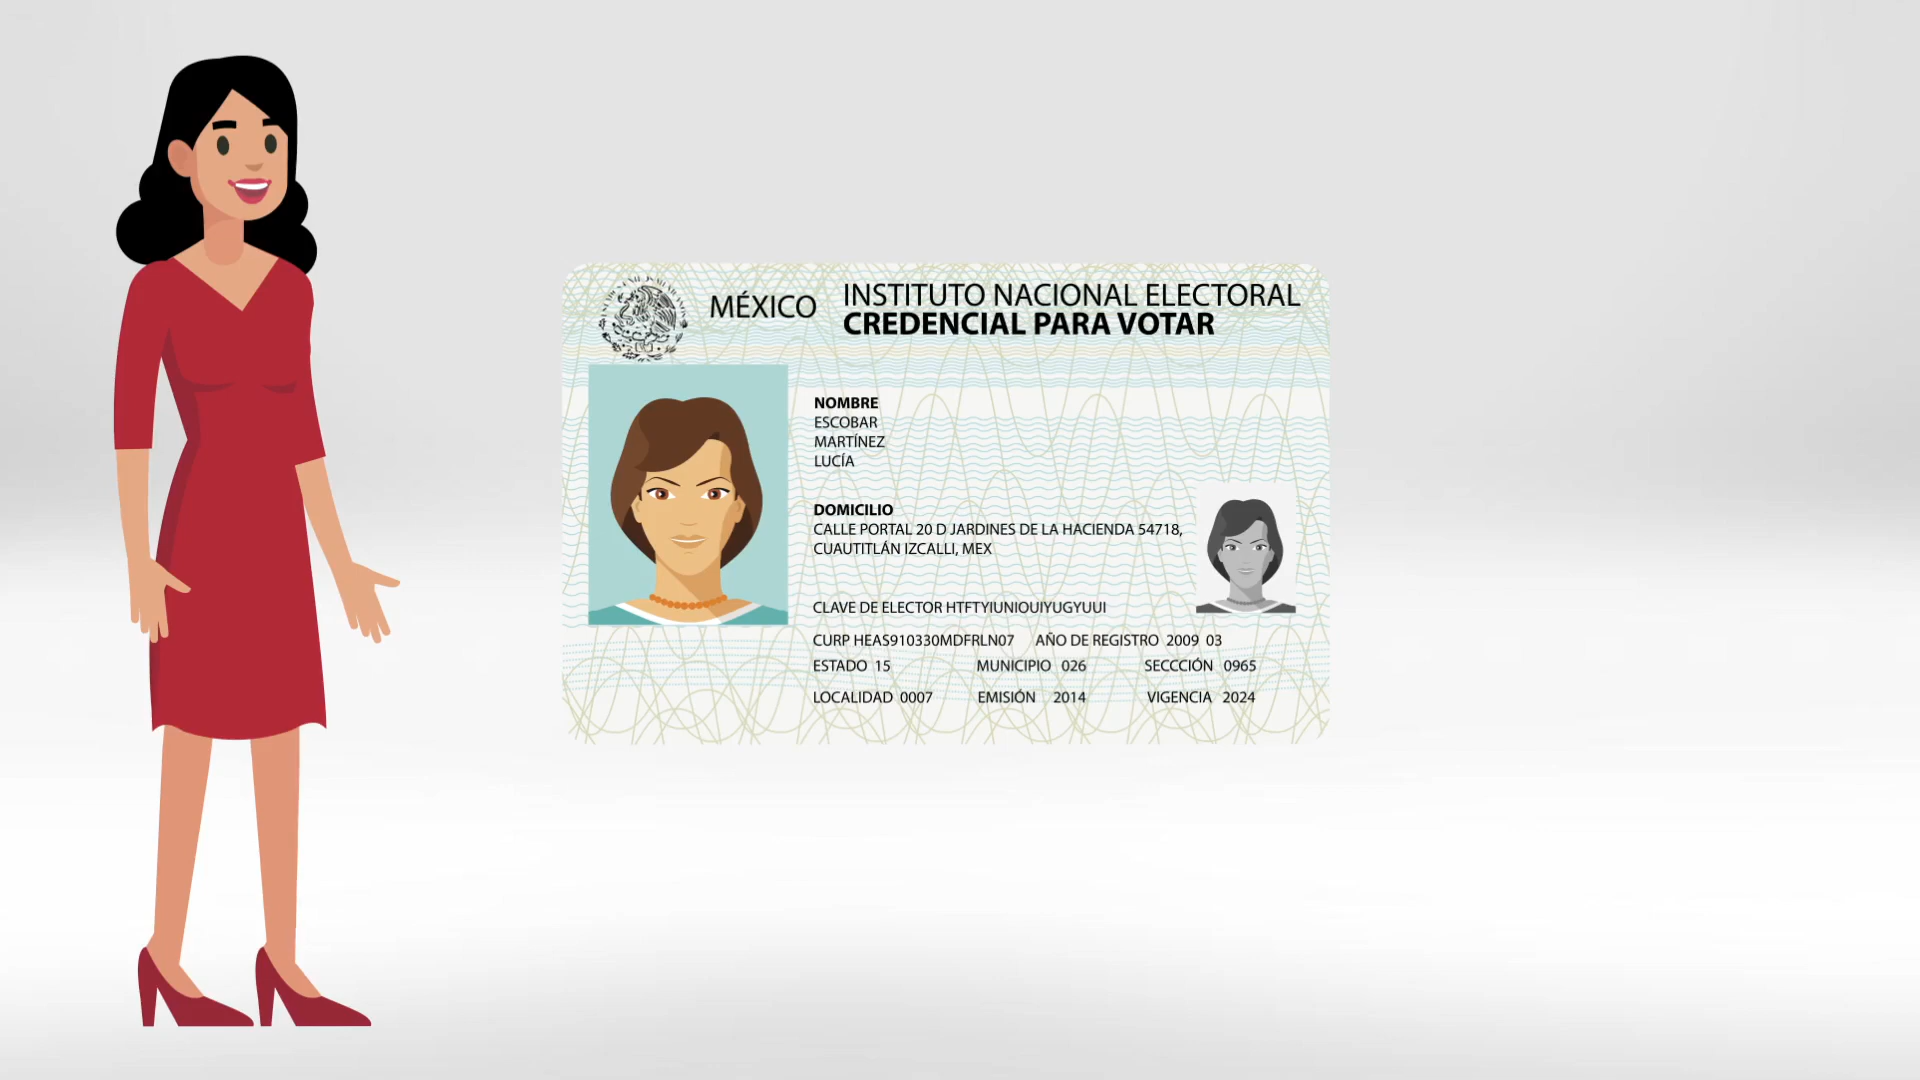 MÉXICO
INSTITUTO NACIONAL ELECTORAL
CREDENCIAL PARA VOTAR
NOMBRE
ESCOBAR
MARTÍNEZ
LUCÍA
DOMICILIO
CALLE PORTAL 20 D JARDINES DE LA HACIENDA 54718,
CUAUTITLÁN IZCALLI, MEX
CLAVE DE ELECTOR HTFTYIUNIOUIYUGYUUI
CURP HEAS910330MDFRLN07 AÑO DE REGISTRO 2009 03
ESTADO 15 MUNICIPIO 026 SECCCIÓN 0965
LOCALIDAD 0007 EMISIÓN 2014 VIGENCIA 2024